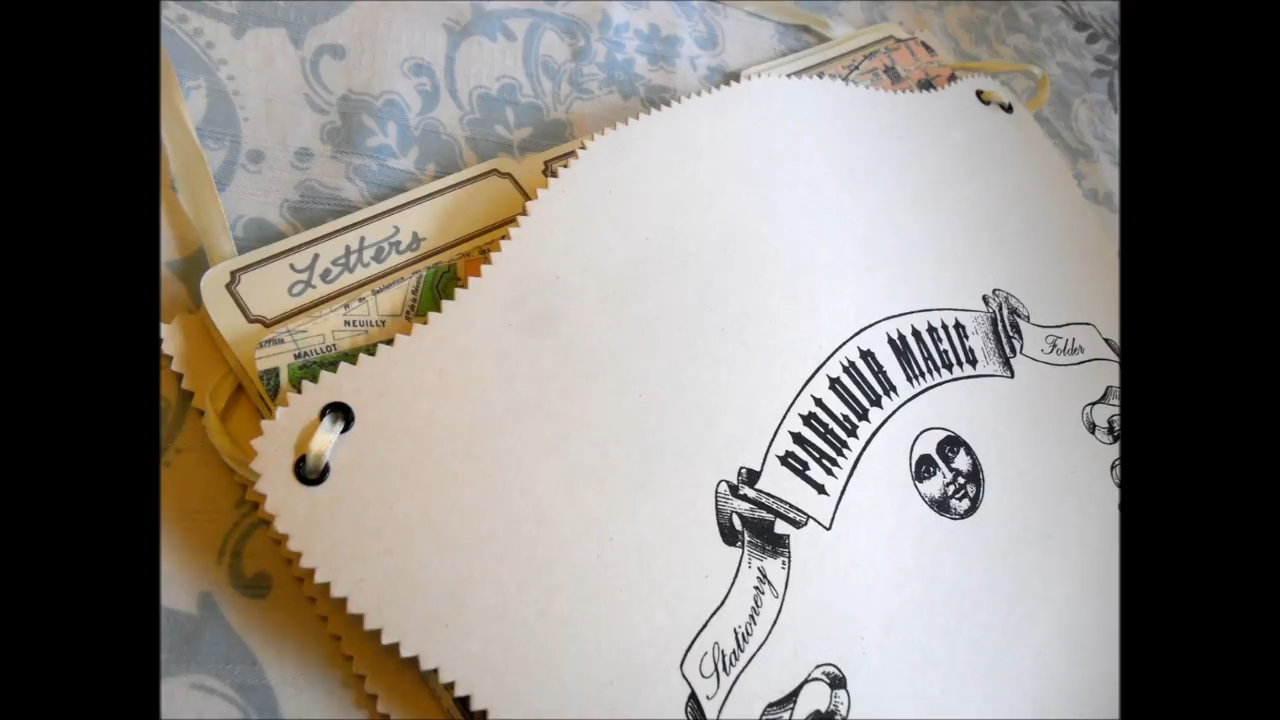 Letters
NEUILLY
MAILLOT
PARLOUR MAGIC
Folder
Stationery